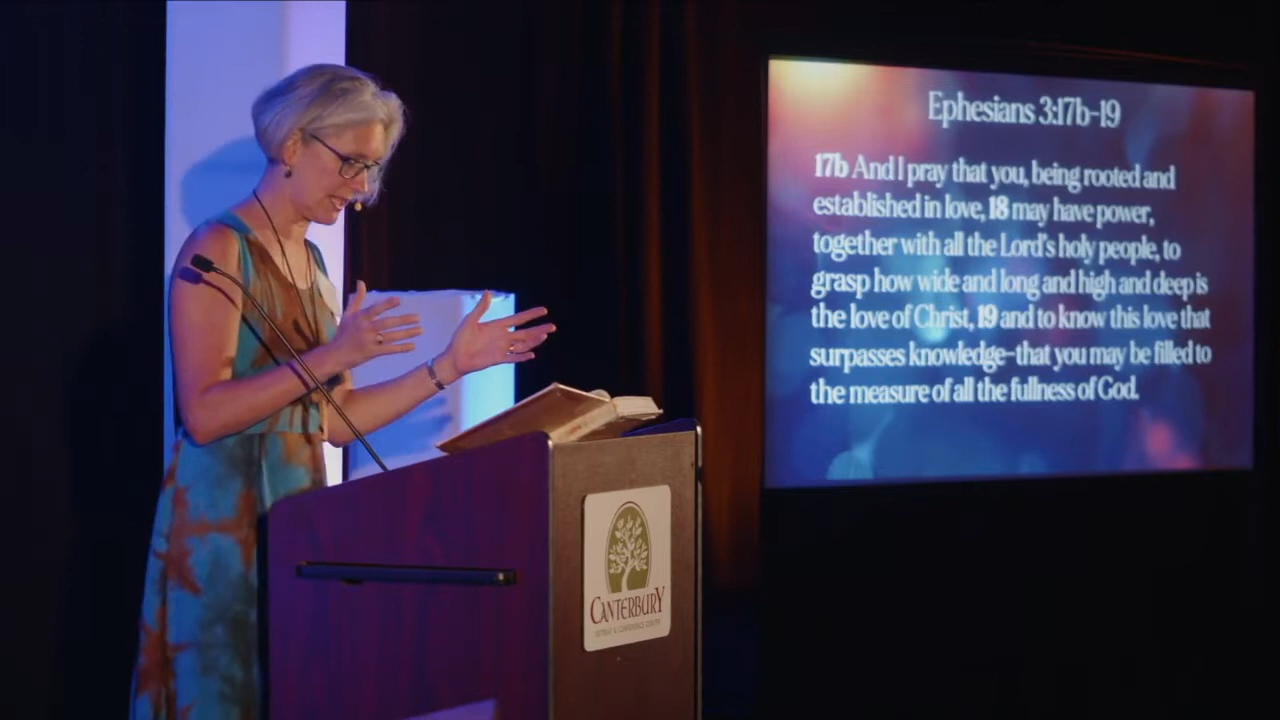 Ephesians 3:17b-19
17b And I pray that you, being rooted and
established in love, 18 may have power,
together with all the Lord's holy people, to
grasp how wide and long and high and deep is
the love of Christ, 19 and to know this love that
surpasses knowledge-that you may be filled to
the measure of all the fullness of God.
CANTERBURY
RETREAT & CONFERENCE CENTER